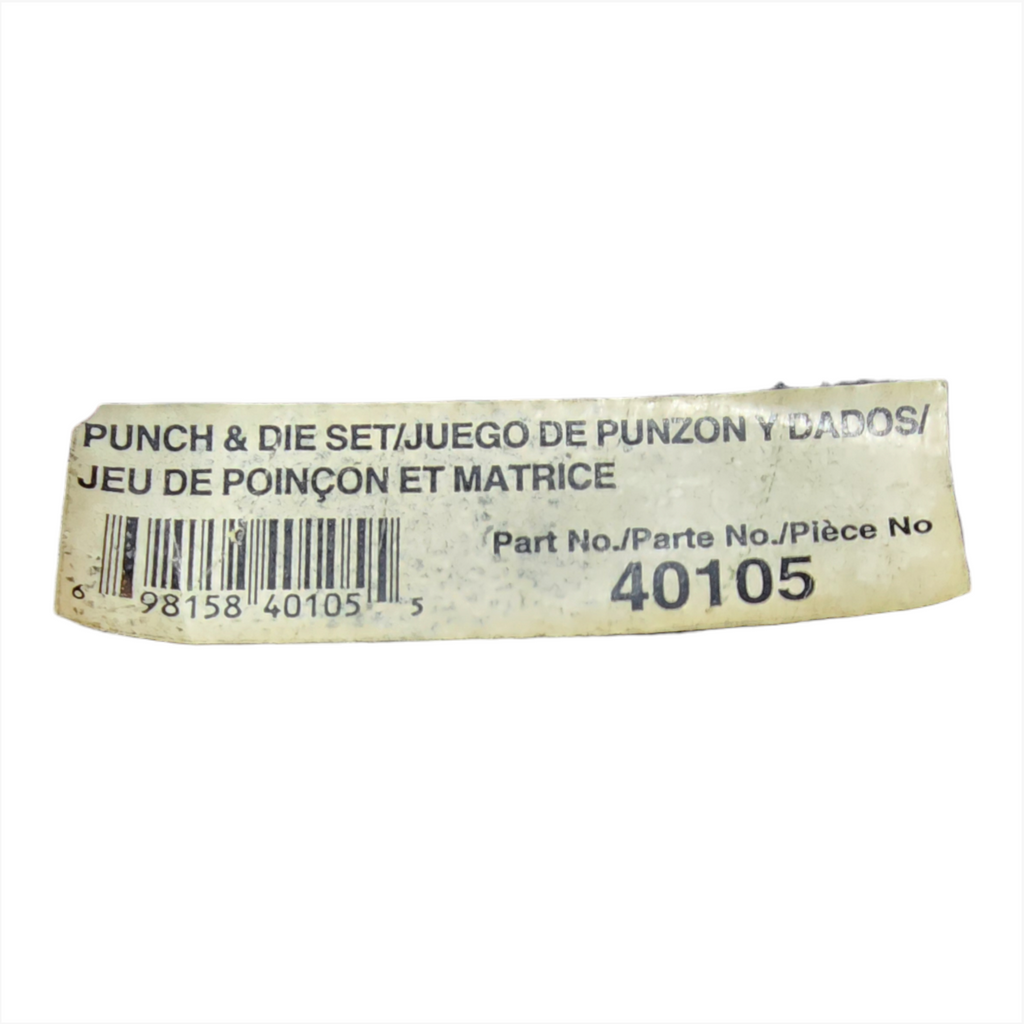 PUNCH & DIE SET/JUEGO DE PUNZON Y DADOS/
JEU DE POINÇON ET MATRICE
Part No./Parte No./Pièce No
40105
6 98158 40105 5